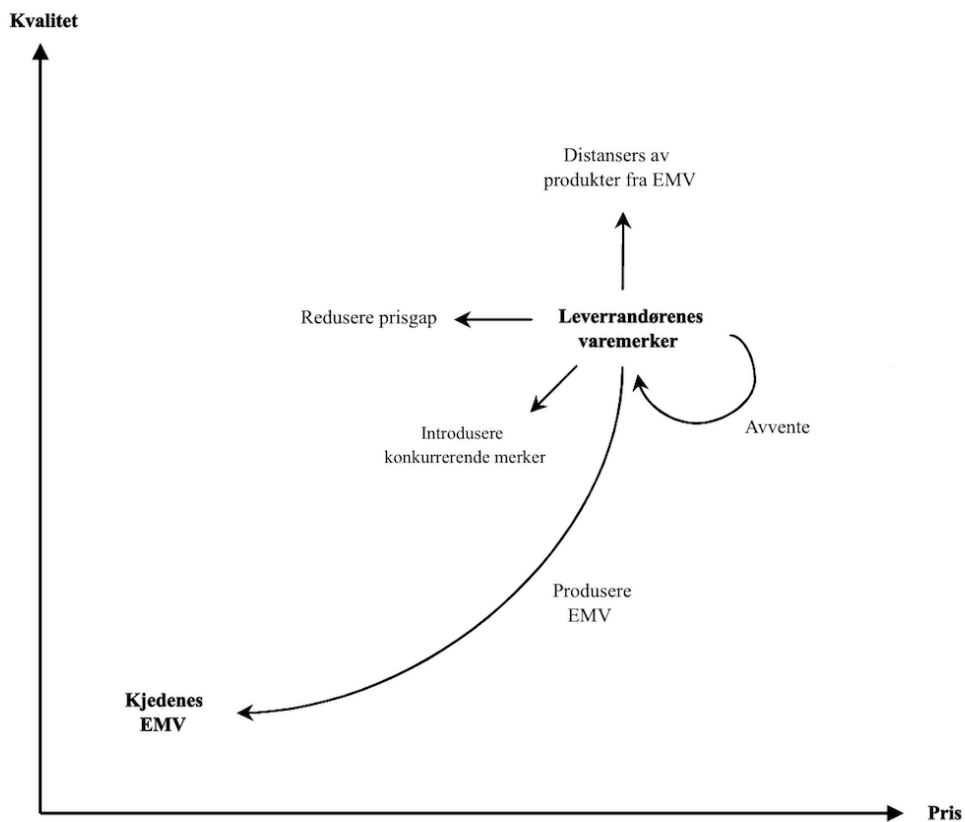 Kvalitet
Distansers av
produkter fra EMV
Redusere prisgap
Leverrandørenes
varemerker
Introdusere
konkurrerende merker
Avvente
Produsere
EMV
Kjedenes
EMV
Pris